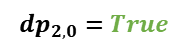 dp2,0 = True